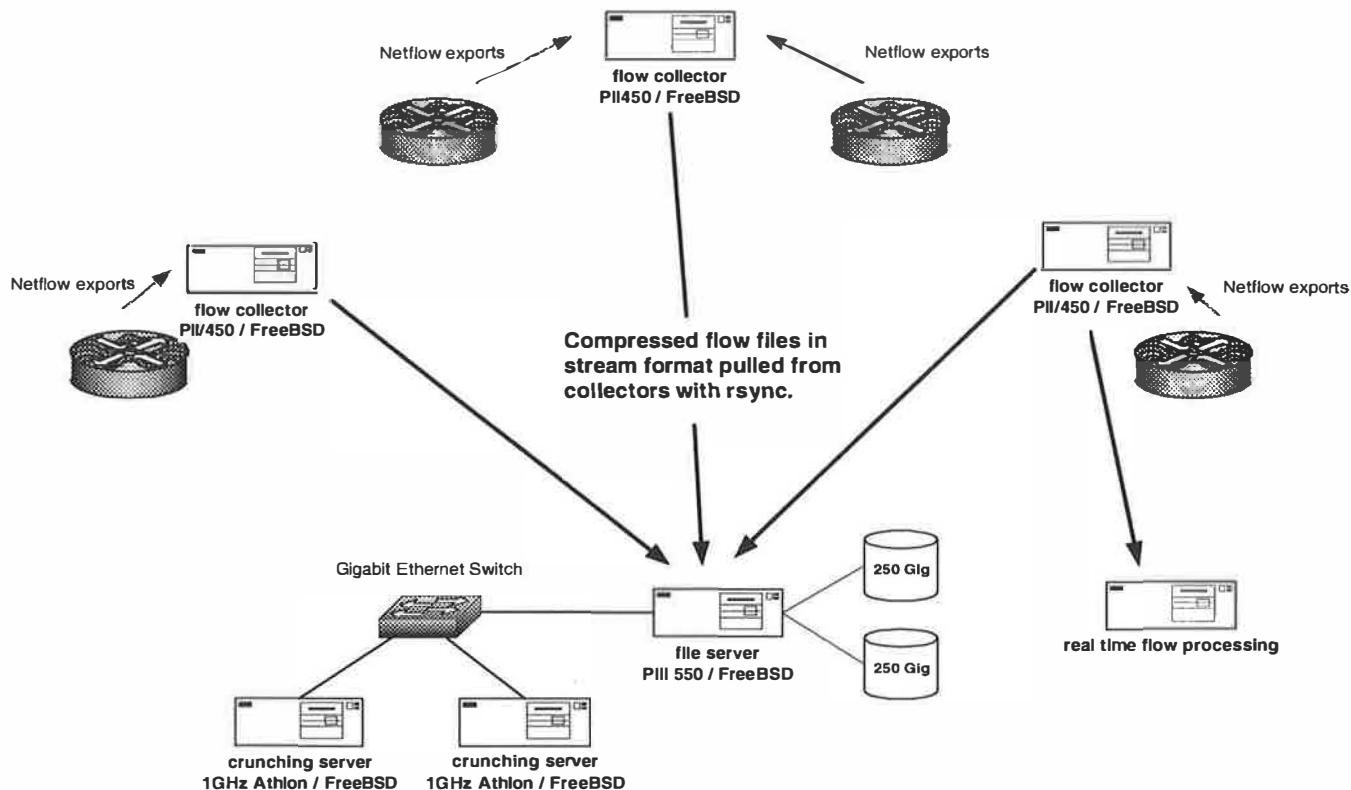 Netflow exports
Netflow exports
flow collector
PII450 / FreeBSD
Netflow exports
flow collector
PII/450 / FreeBSD
flow collector
PII/450 / FreeBSD
Netflow exports
Compressed flow files in
stream format pulled from
collectors with rsync.
Gigabit Ethernet Switch
250 Gig
250 Gig
file server
PIII 550 / FreeBSD
real time flow processing
crunching server
1GHz Athlon / FreeBSD
crunching server
1GHz Athlon / FreeBSD